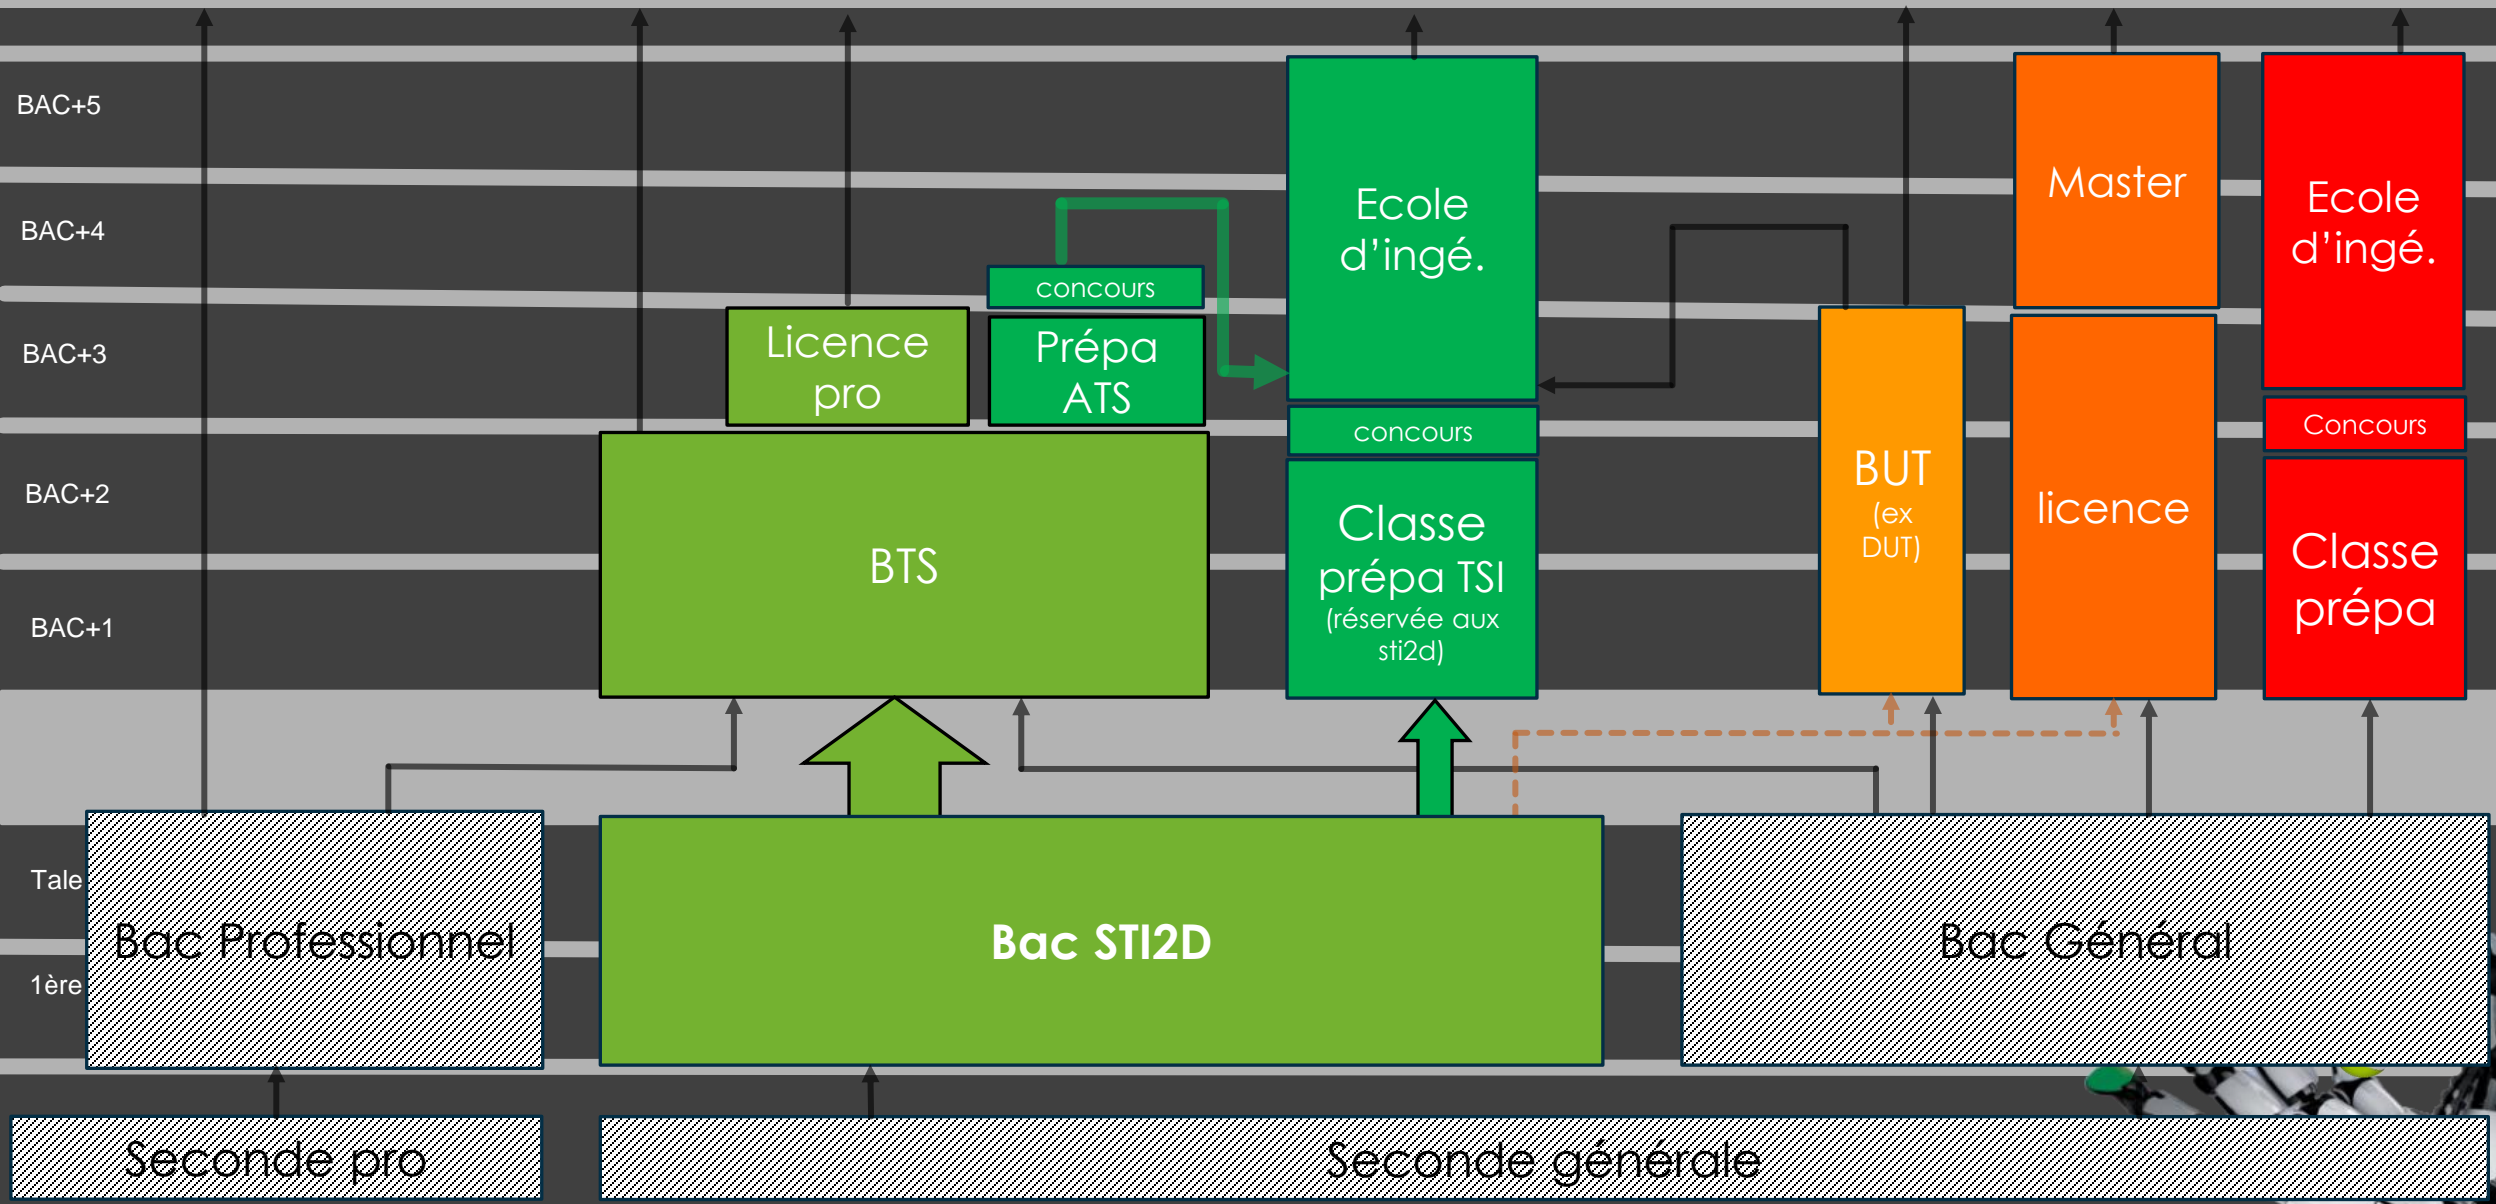 BAC+5
BAC+4
BAC+3
BAC+2
BAC+1
Tale
1ère
Licence
pro
concours
Prépa
ATS
BTS
Ecole
d'ingé.
concours
Classe
prépa TSI
(réservée aux
sti2d)
BUT
(ex
DUT)
Master
licence
Ecole
d'ingé.
Concours
Classe
prépa
Bac Professionnel
Bac STI2D
Bac Général
Seconde pro
Seconde générale